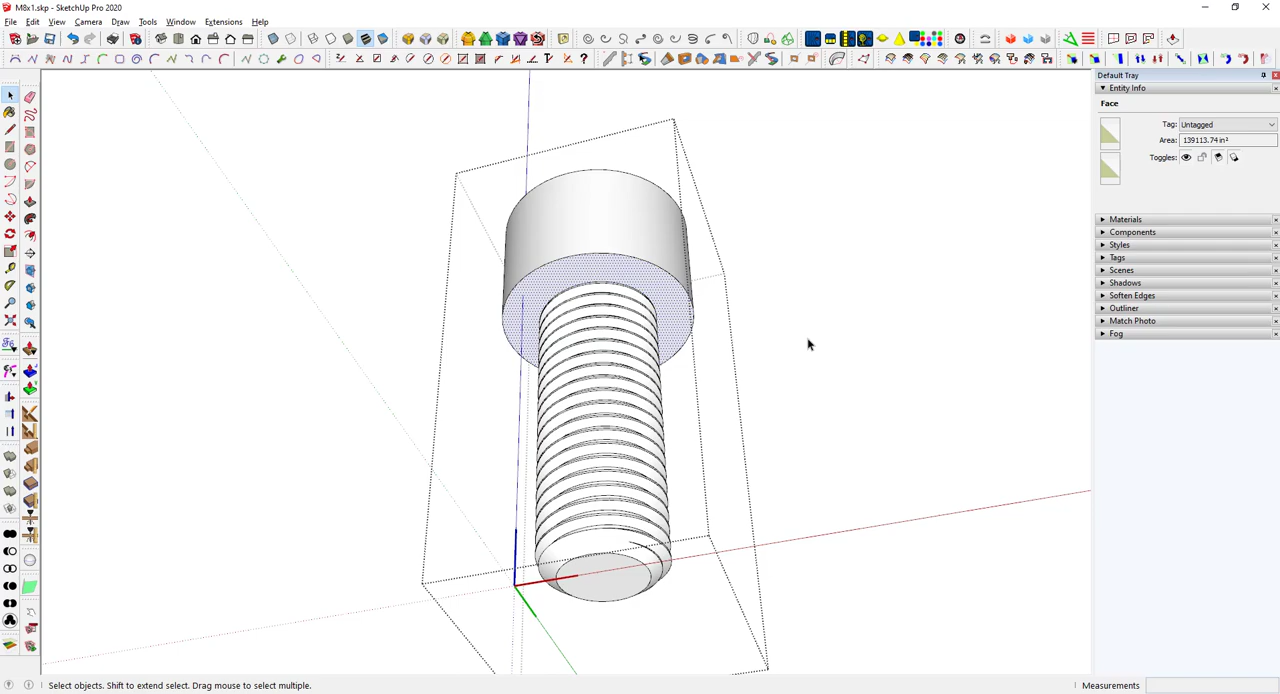 M8x1.skp - SketchUp Pro 2020
File Edit View Camera Draw Tools Window Extensions Help
Default Tray
Entity Info
Face
Tag: Untagged
Area: 139113.74 in²
Toggles:
Materials
Components
Styles
Tags
Scenes
Shadows
Soften Edges
Outliner
Match Photo
Fog
Select objects. Shift to extend select. Drag mouse to select multiple.
Measurements